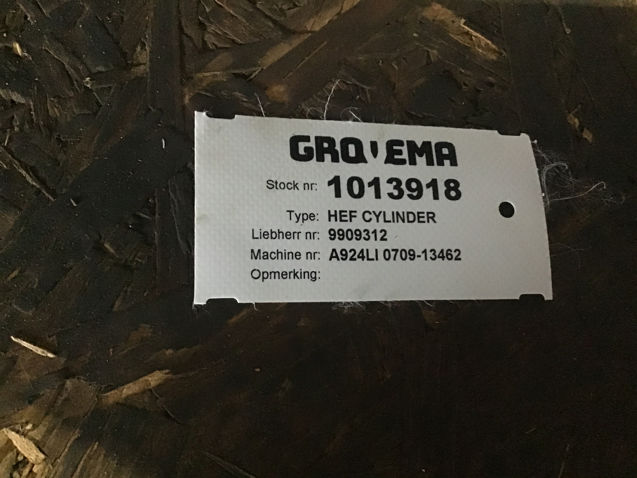 GROVEMA
Stock nr: 1013918
Type: HEF CYLINDER
Liebherr nr: 9909312
Machine nr: A924LI 0709-13462
Opmerking: